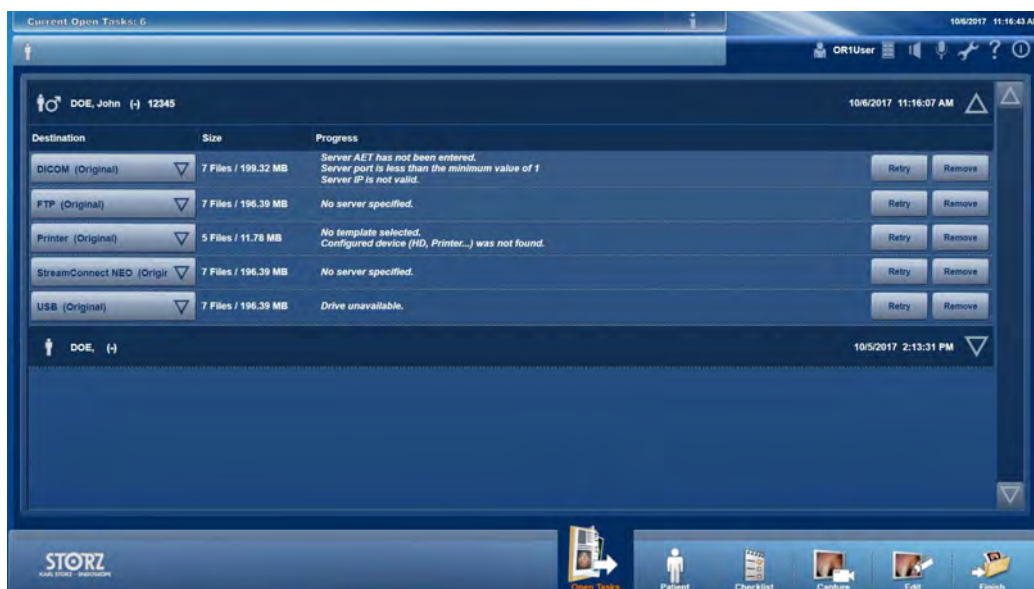 Current Open Tasks: 6
10/6/2017 11:16:43 AM
OR1User
DOE, John (-) 12345
10/6/2017 11:16:07 AM
Destination Size Progress
DICOM (Original) 7 Files / 199.32 MB
Server AET has not been entered.
Server port is less than the minimum value of 1
Server IP is not valid.
Retry Remove
FTP (Original) 7 Files / 196.39 MB No server specified. Retry Remove
Printer (Original) 5 Files / 11.78 MB
No template selected.
Configured device (HD, Printer...) was not found.
Retry Remove
StreamConnect NEO (Origir 7 Files / 196.39 MB No server specified. Retry Remove
USB (Original) 7 Files / 196.39 MB Drive unavailable. Retry Remove
DOE, (-)
10/5/2017 2:13:31 PM
STORZ
KARL STORZ - ENDOSKOPE
Open Tasks Patient Checklist Capture Edit Finish